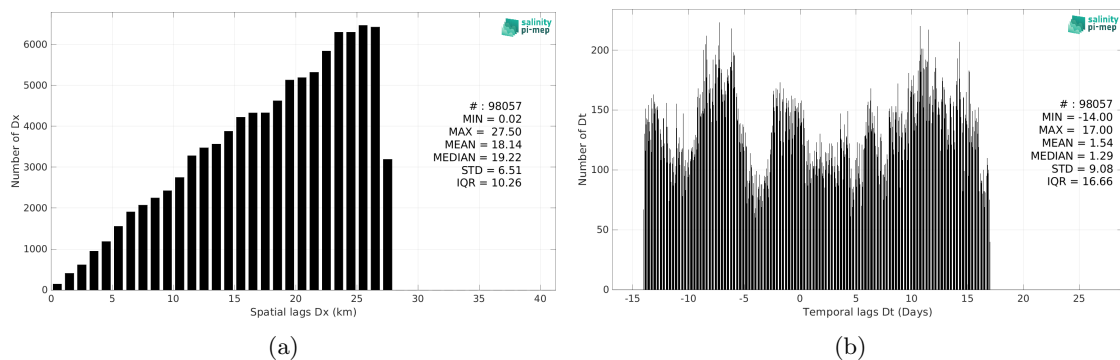 salinity
pi-mep
Number of Dx
6000
5000
4000
3000
2000
1000
0
# : 98057
MIN = 0.02
MAX = 27.50
MEAN = 18.14
MEDIAN = 19.22
STD = 6.51
IQR = 10.26
0 5 10 15 20 25 30 35 40
Spatial lags Dx (km)
(a)
salinity
pi-mep
Number of Dt
200
150
100
50
0
# : 98057
MIN = -14.00
MAX = 17.00
MEAN = 1.54
MEDIAN = 1.29
STD = 9.08
IQR = 16.66
-15 -10 -5 0 5 10 15 20 25
Temporal lags Dt (Days)
(b)